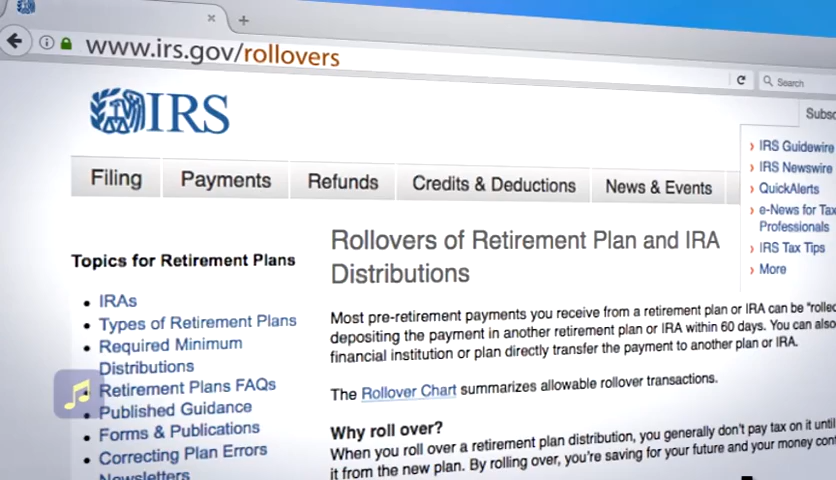 www.irs.gov/rollovers
Search
IRS
Filing
Payments
Refunds
Credits & Deductions
News & Events
IRS Guidewire
IRS Newswire
QuickAlerts
e-News for Tax
Professionals
IRS Tax Tips
More
Topics for Retirement Plans
IRAs
Types of Retirement Plans
Required Minimum
Distributions
Retirement Plans FAQs
Published Guidance
Forms & Publications
Correcting Plan Errors
Newsletters
Rollovers of Retirement Plan and IRA
Distributions
Most pre-retirement payments you receive from a retirement plan or IRA can be "rolled
depositing the payment in another retirement plan or IRA within 60 days. You can also
financial institution or plan directly transfer the payment to another plan or IRA.
The Rollover Chart summarizes allowable rollover transactions.
Why roll over?
When you roll over a retirement plan distribution, you generally don't pay tax on it until
it from the new plan. By rolling over, you're saving for your future and your money